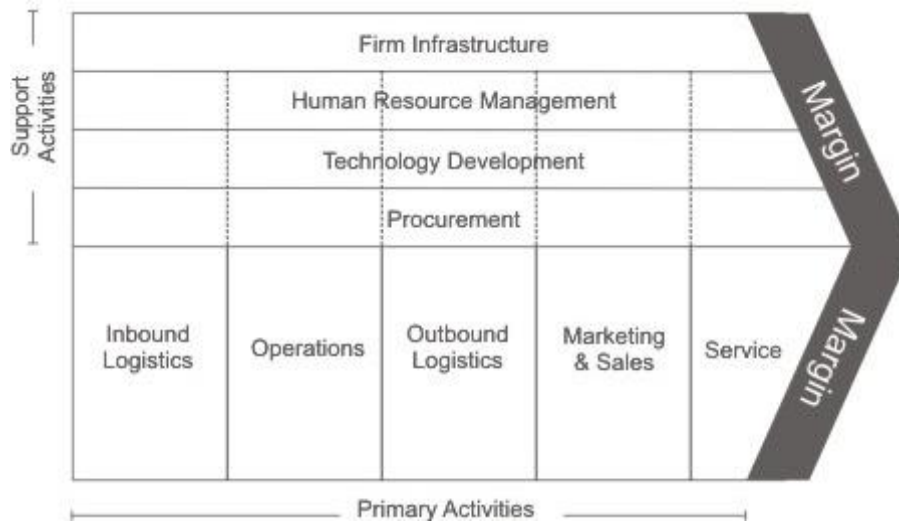 Support
Activities
Firm Infrastructure
Human Resource Management
Technology Development
Procurement
Inbound
Logistics
Operations
Outbound
Logistics
Marketing
& Sales
Service
Margin
Margin
Primary Activities